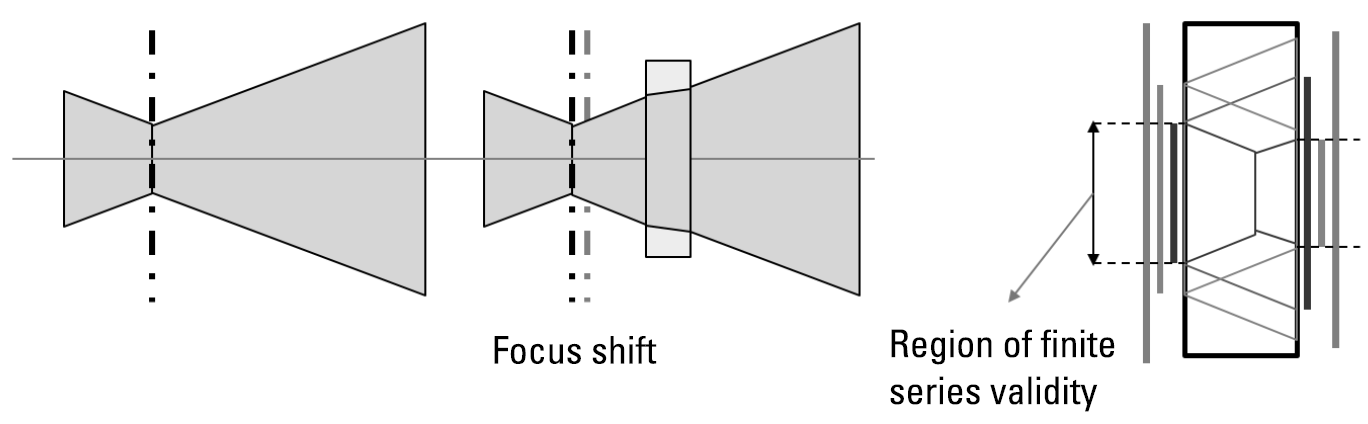 Focus shift
Region of finite
series validity